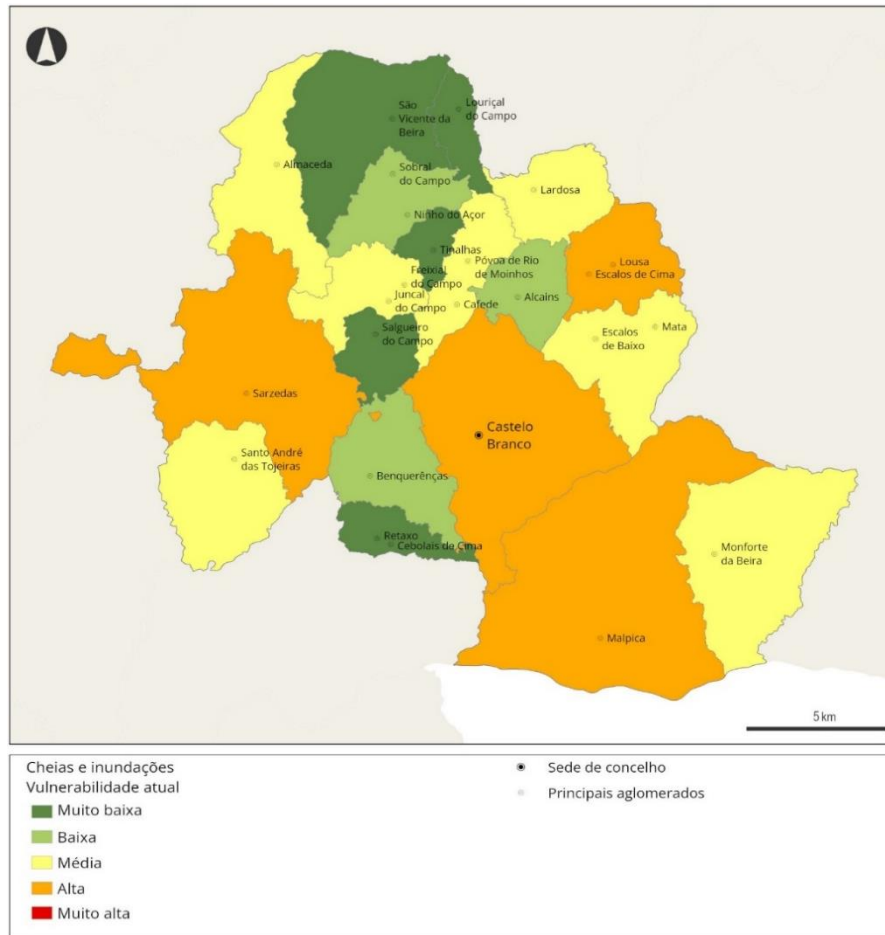 São
Vicente da
Beira
Louriçal
do Campo
Almaceda
Sobral
do Campo
Lardosa
Ninho do Açor
Tinalhas
Póvoa de Rio
de Moinhos
Lousa
Escalos de Cima
Freixial
do Campo
Juncal
do Campo
Cafede
Alcains
Salgueiro
do Campo
Escalos
de Baixo
Mata
Sarzedas
Castelo
Branco
Santo André
das Tojeiras
Benquerênças
Retaxo
Cebolais de Cima
Monforte
da Beira
Malpica
5 km
Cheias e inundações
Vulnerabilidade atual
Muito baixa
Baixa
Média
Alta
Muito alta
Sede de concelho
Principais aglomerados